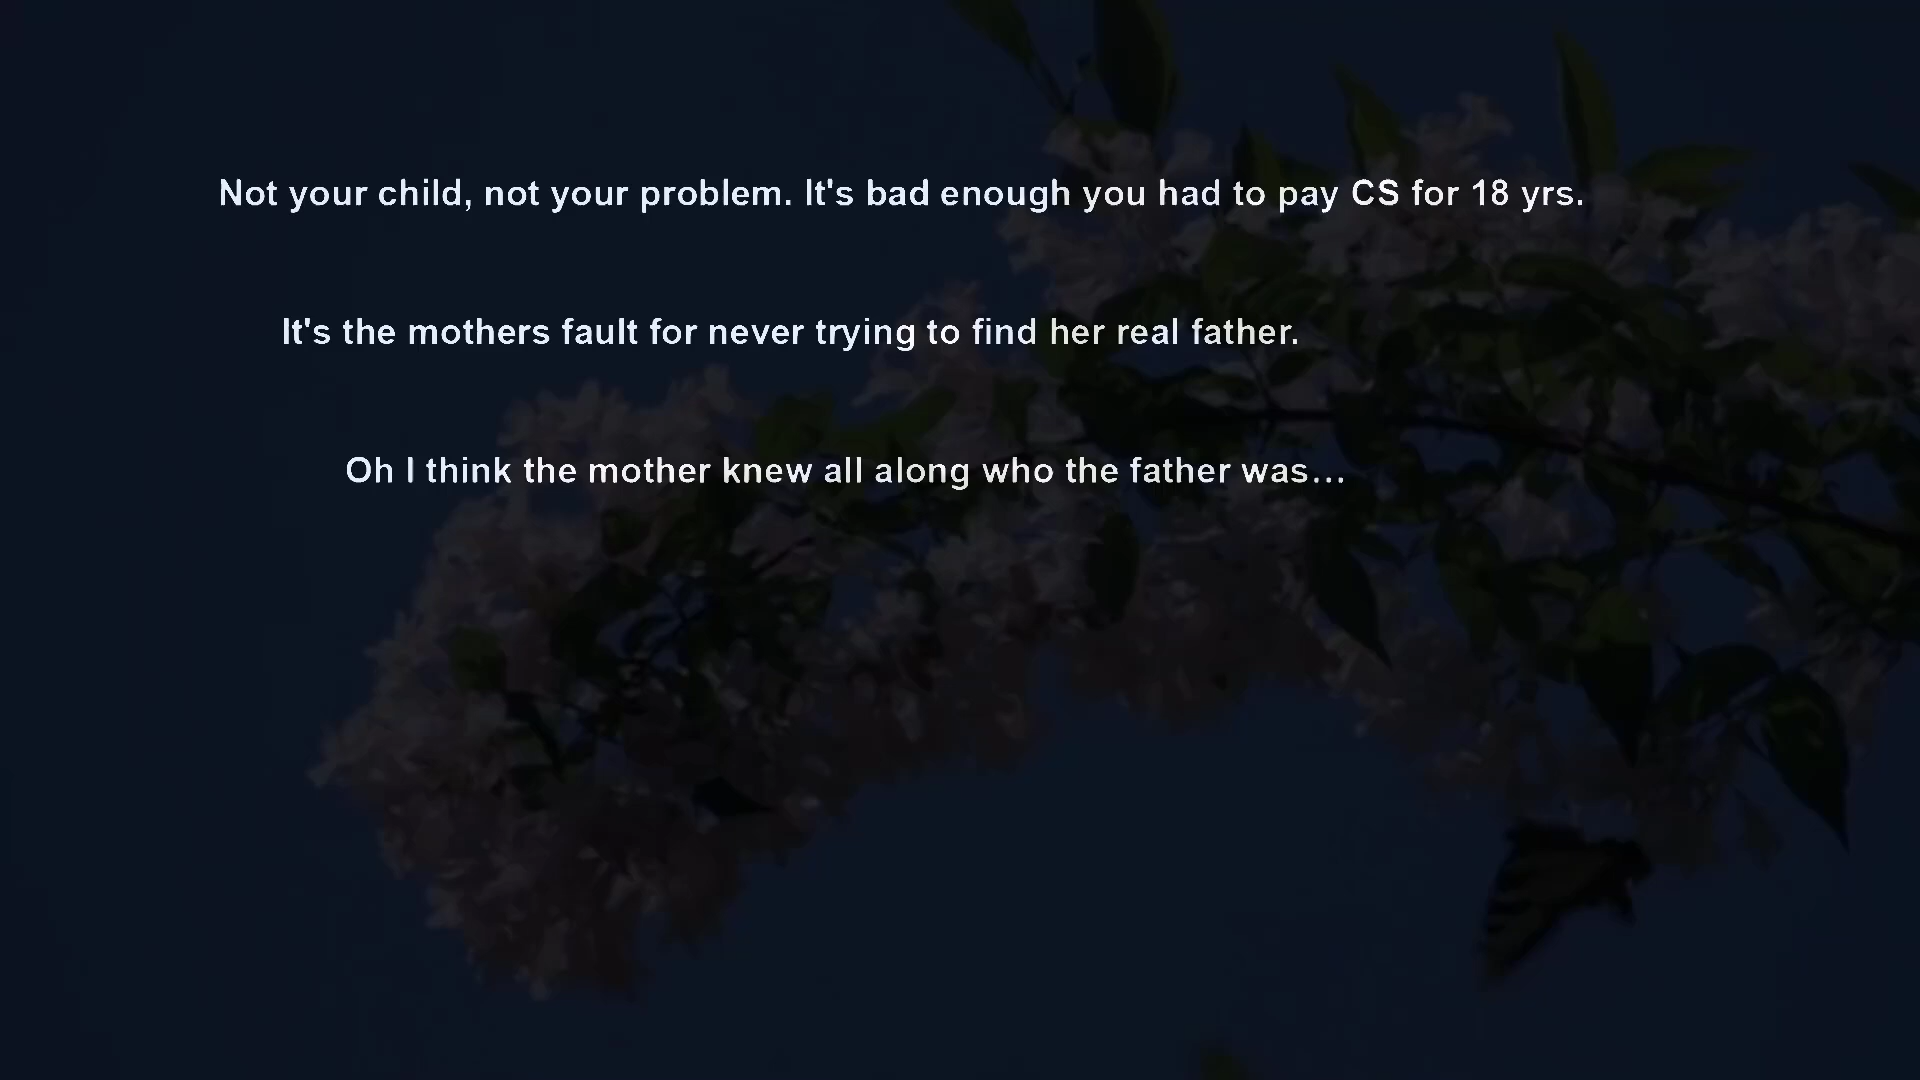 Not your child, not your problem. It's bad enough you had to pay CS for 18 yrs.
It's the mothers fault for never trying to find her real father.
Oh I think the mother knew all along who the father was...